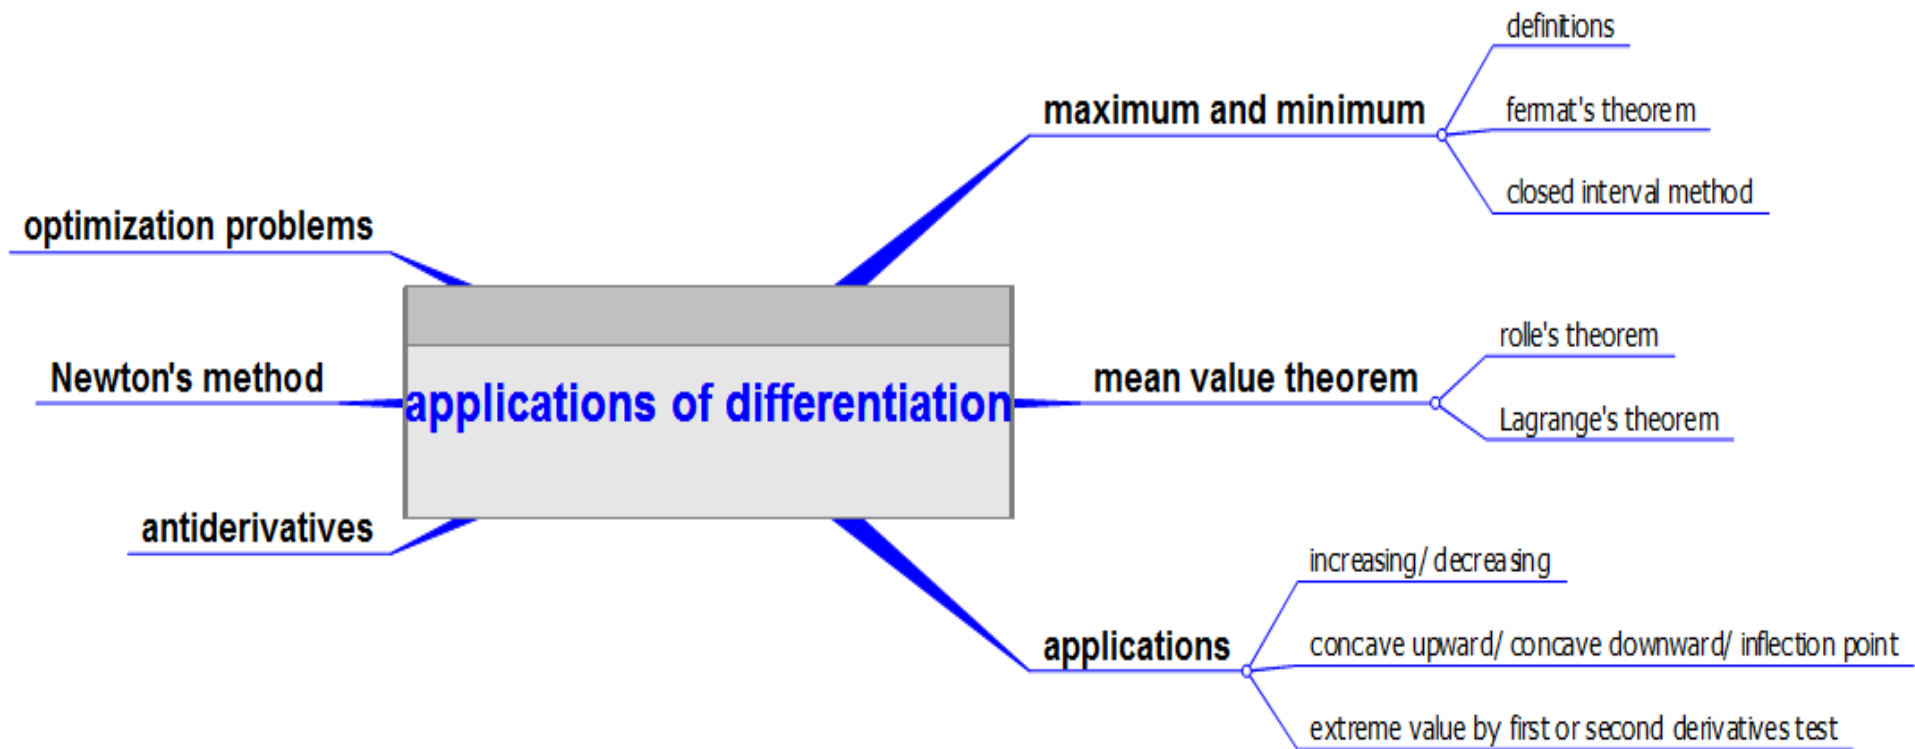 applications of differentiation
maximum and minimum
definitions
fermat's theorem
closed interval method
mean value theorem
rolle's theorem
Lagrange's theorem
applications
increasing/ decreasing
concave upward/ concave downward/ inflection point
extreme value by first or second derivatives test
optimization problems
Newton's method
antiderivatives